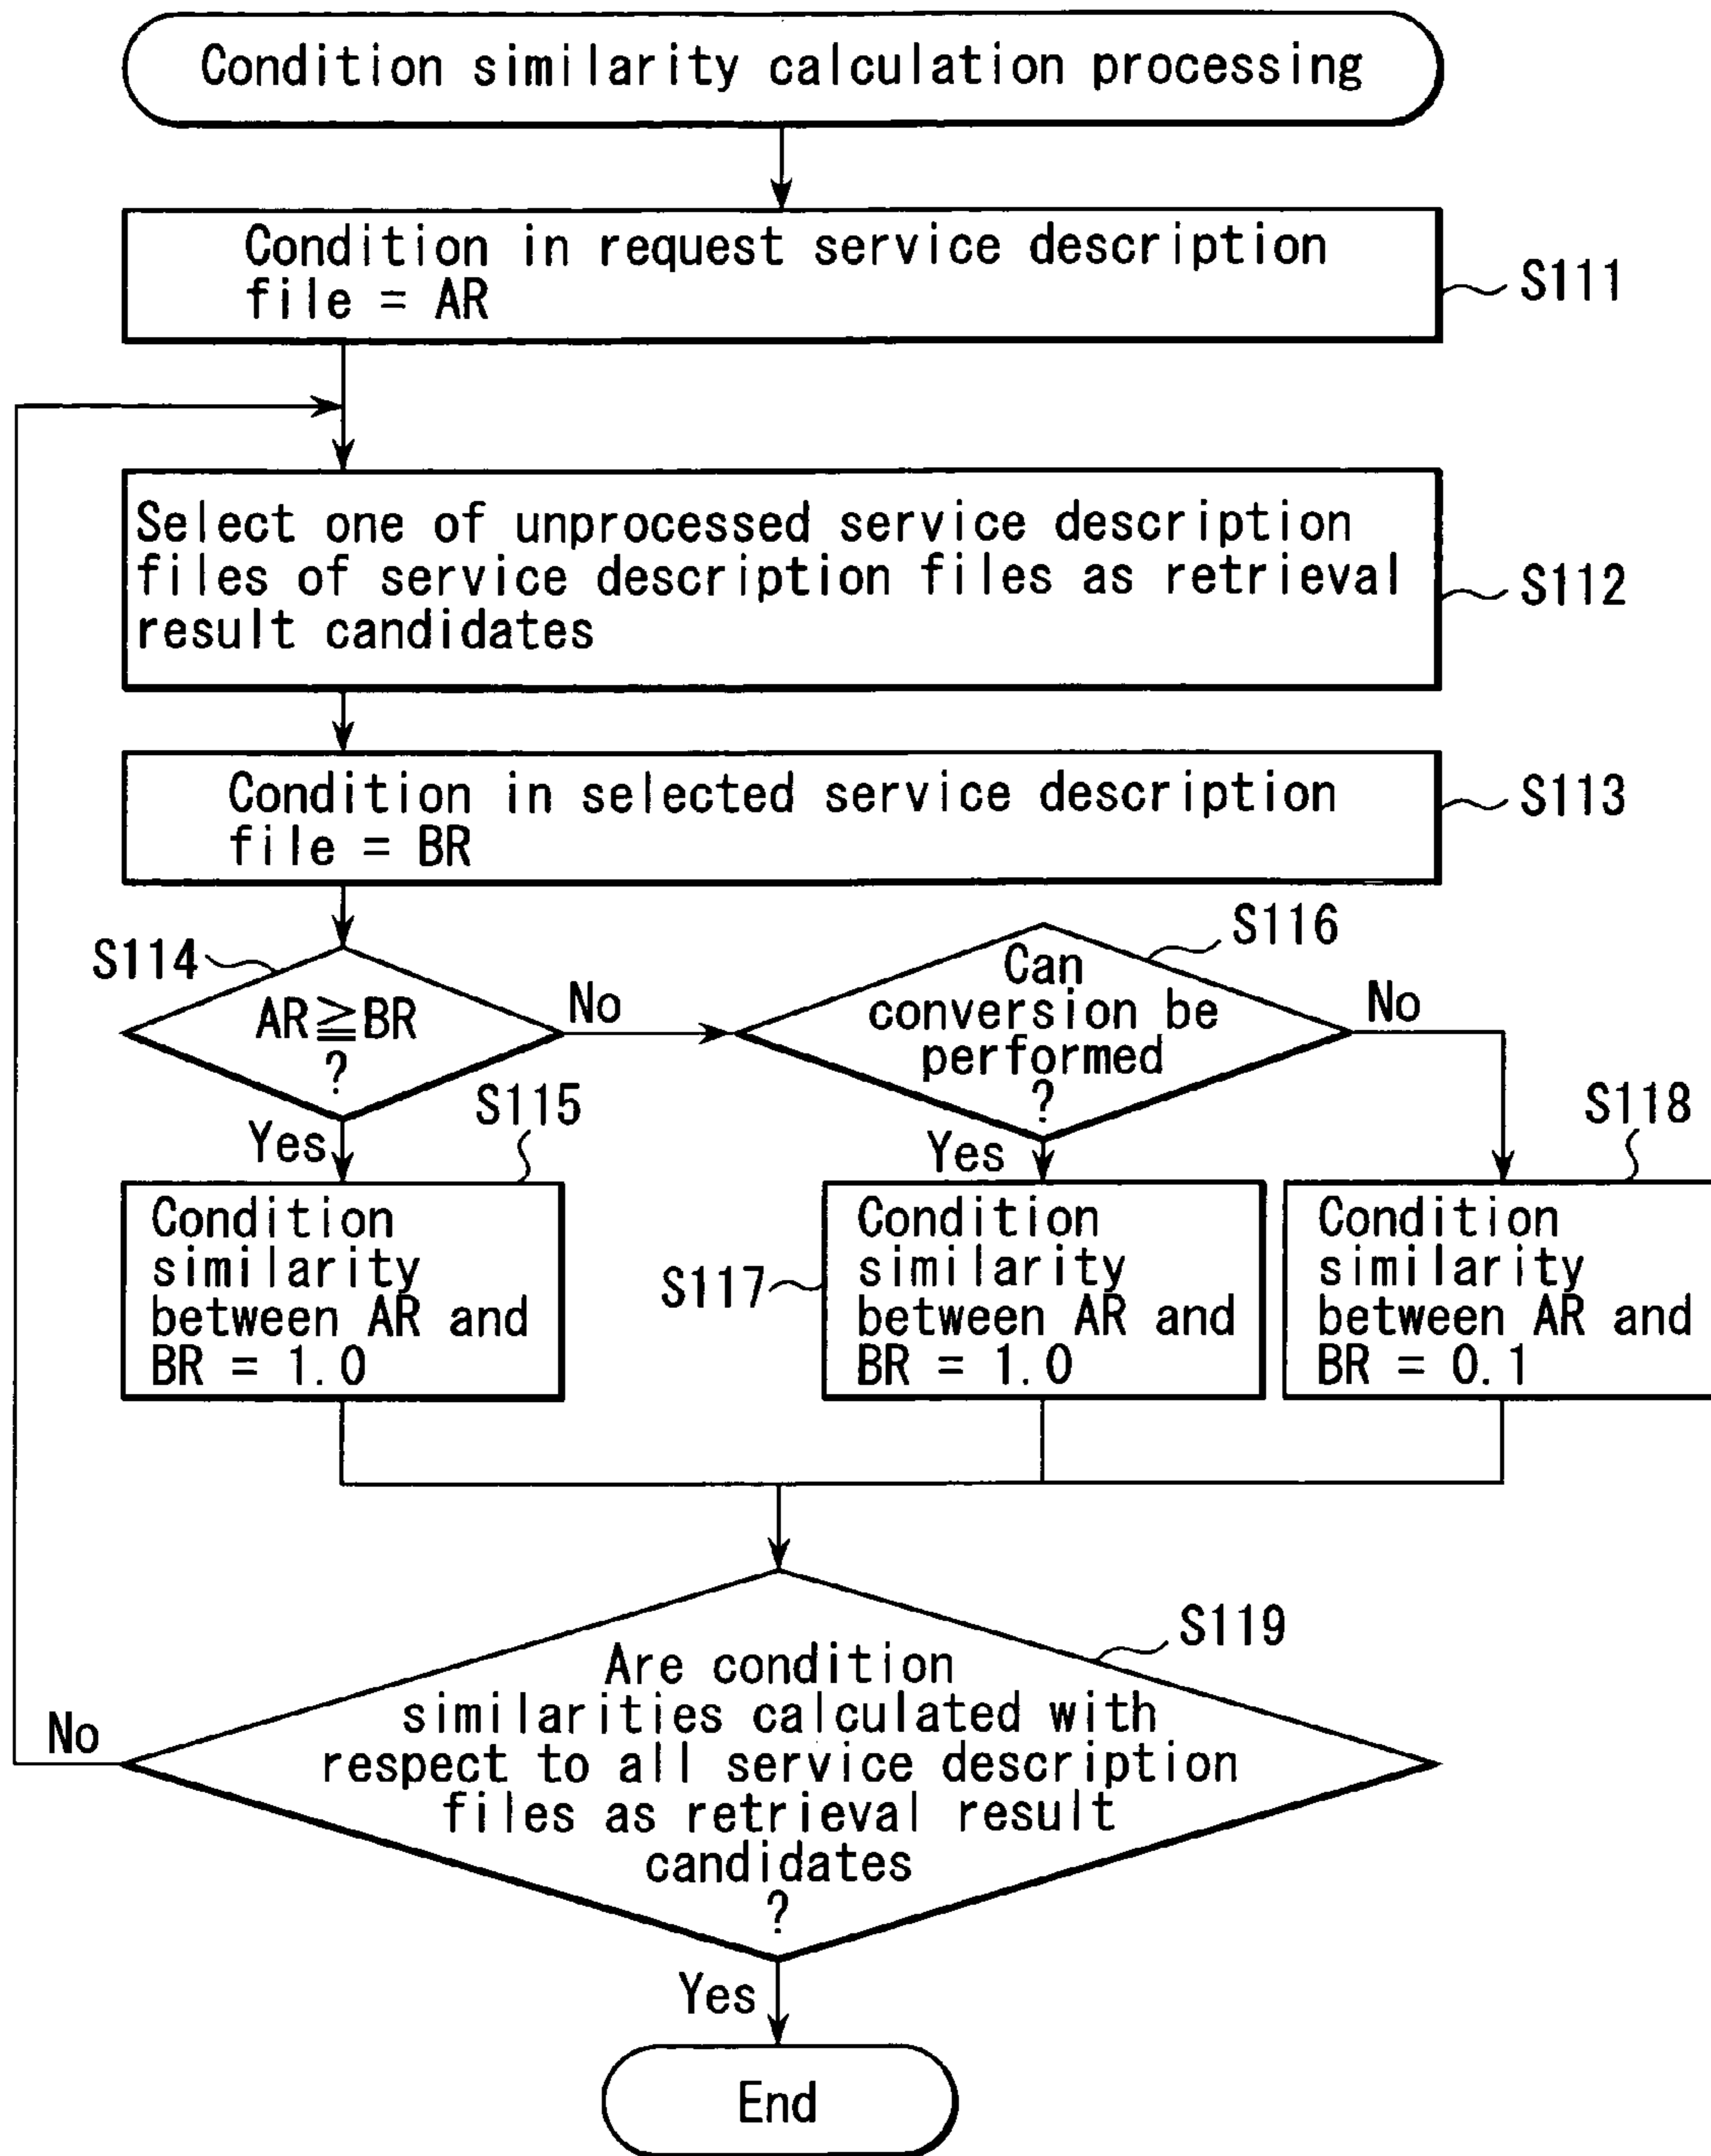 Condition similarity calculation processing
Condition in request service description
file = AR
S111
Select one of unprocessed service description
files of service description files as retrieval
result candidates
S112
Condition in selected service description
file = BR
S113
S114
AR≧BR
?
No
Yes
S116
Can
conversion be
performed
?
No
Yes
S115
Condition
similarity
between AR and
BR = 1.0
S117
Condition
similarity
between AR and
BR = 1.0
S118
Condition
similarity
between AR and
BR = 0.1
S119
Are condition
similarities calculated with
respect to all service description
files as retrieval result
candidates
?
No
Yes
End